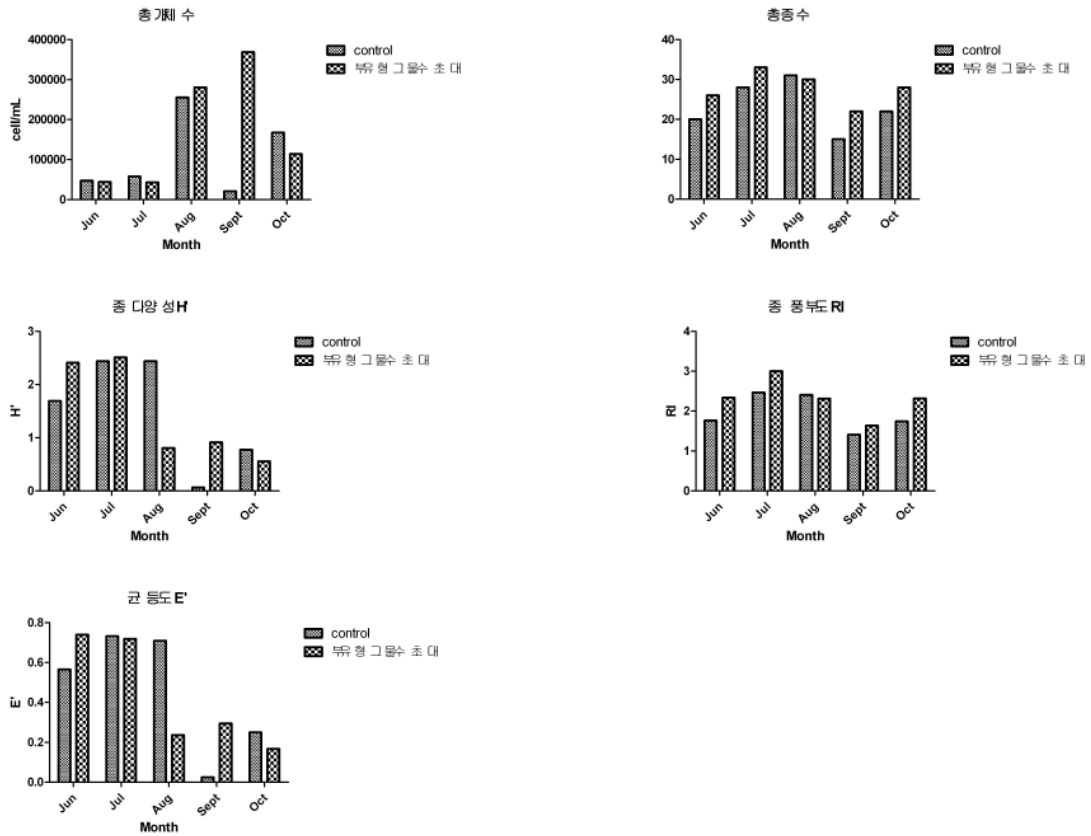 총개체 수
400000
300000
200000
100000
0
cell/mL
Jun Jul Aug Sept Oct
Month
control
부유 형 그 물수 초 대
총종 수
40
30
20
10
0
Jun Jul Aug Sept Oct
Month
control
부유 형 그 물수 초 대
종 다양 성H'
3
2
1
0
H'
Jun Jul Aug Sept Oct
Month
control
부유 형 그 물수 초 대
종 풍부도 RI
4
3
2
1
0
RI
Jun Jul Aug Sept Oct
Month
control
부유 형 그 물수 초 대
균 등도 E'
0.8
0.6
0.4
0.2
0.0
E'
Jun Jul Aug Sept Oct
Month
control
부유 형 그 물수 초 대